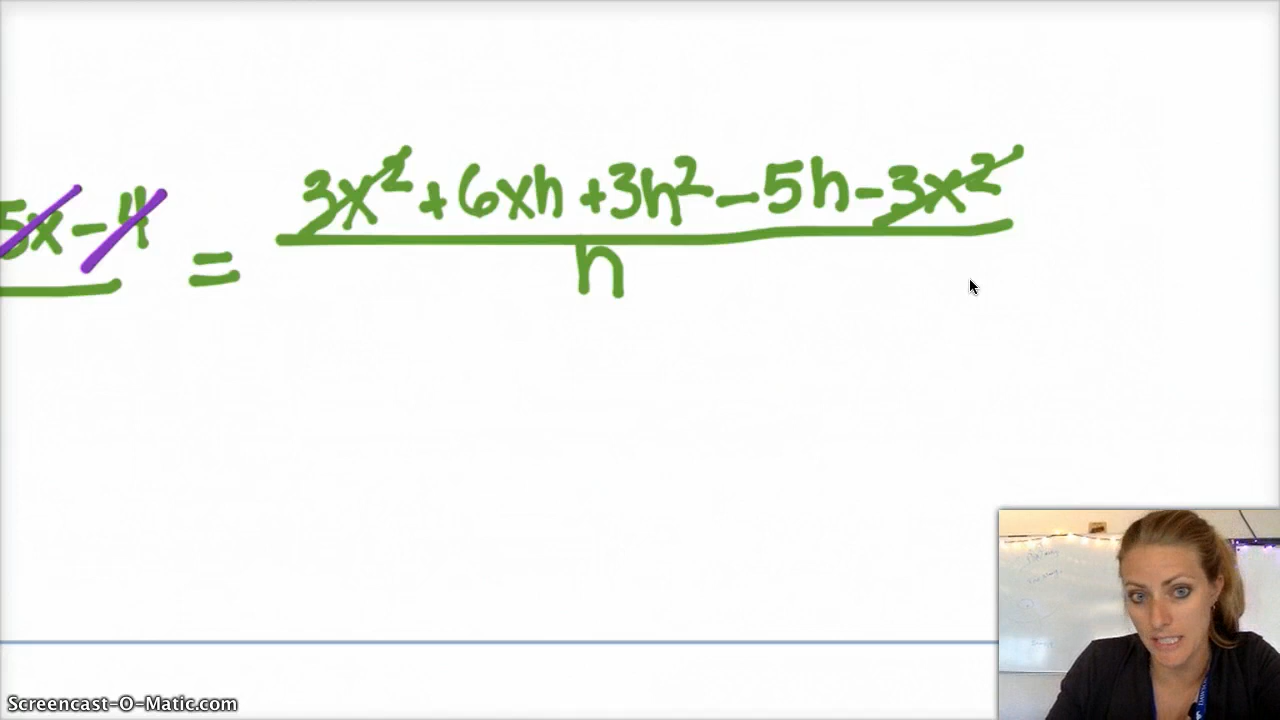 5x - 4 = 3x² + 6xh + 3h² - 5h - 3x²
h
Screencast-O-Matic.com